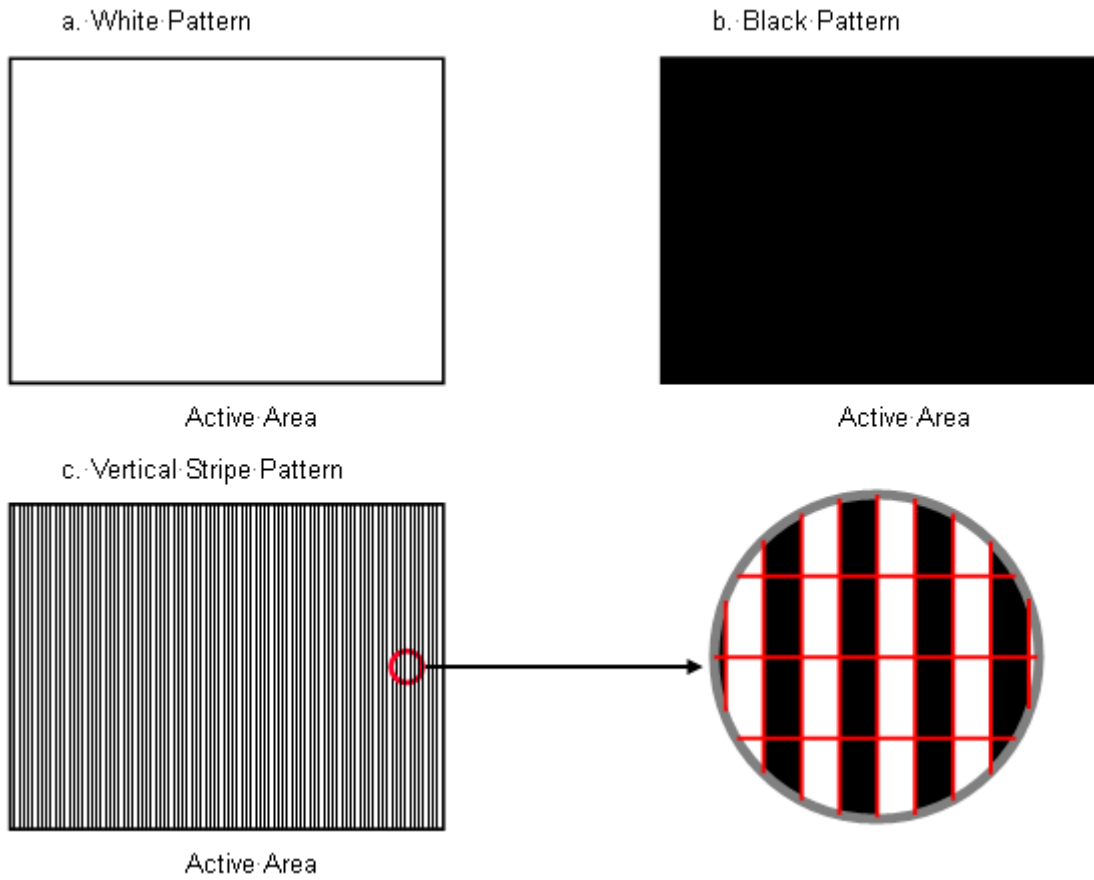 a. White Pattern
b. Black Pattern
Active Area
Active Area
c. Vertical Stripe Pattern
Active Area